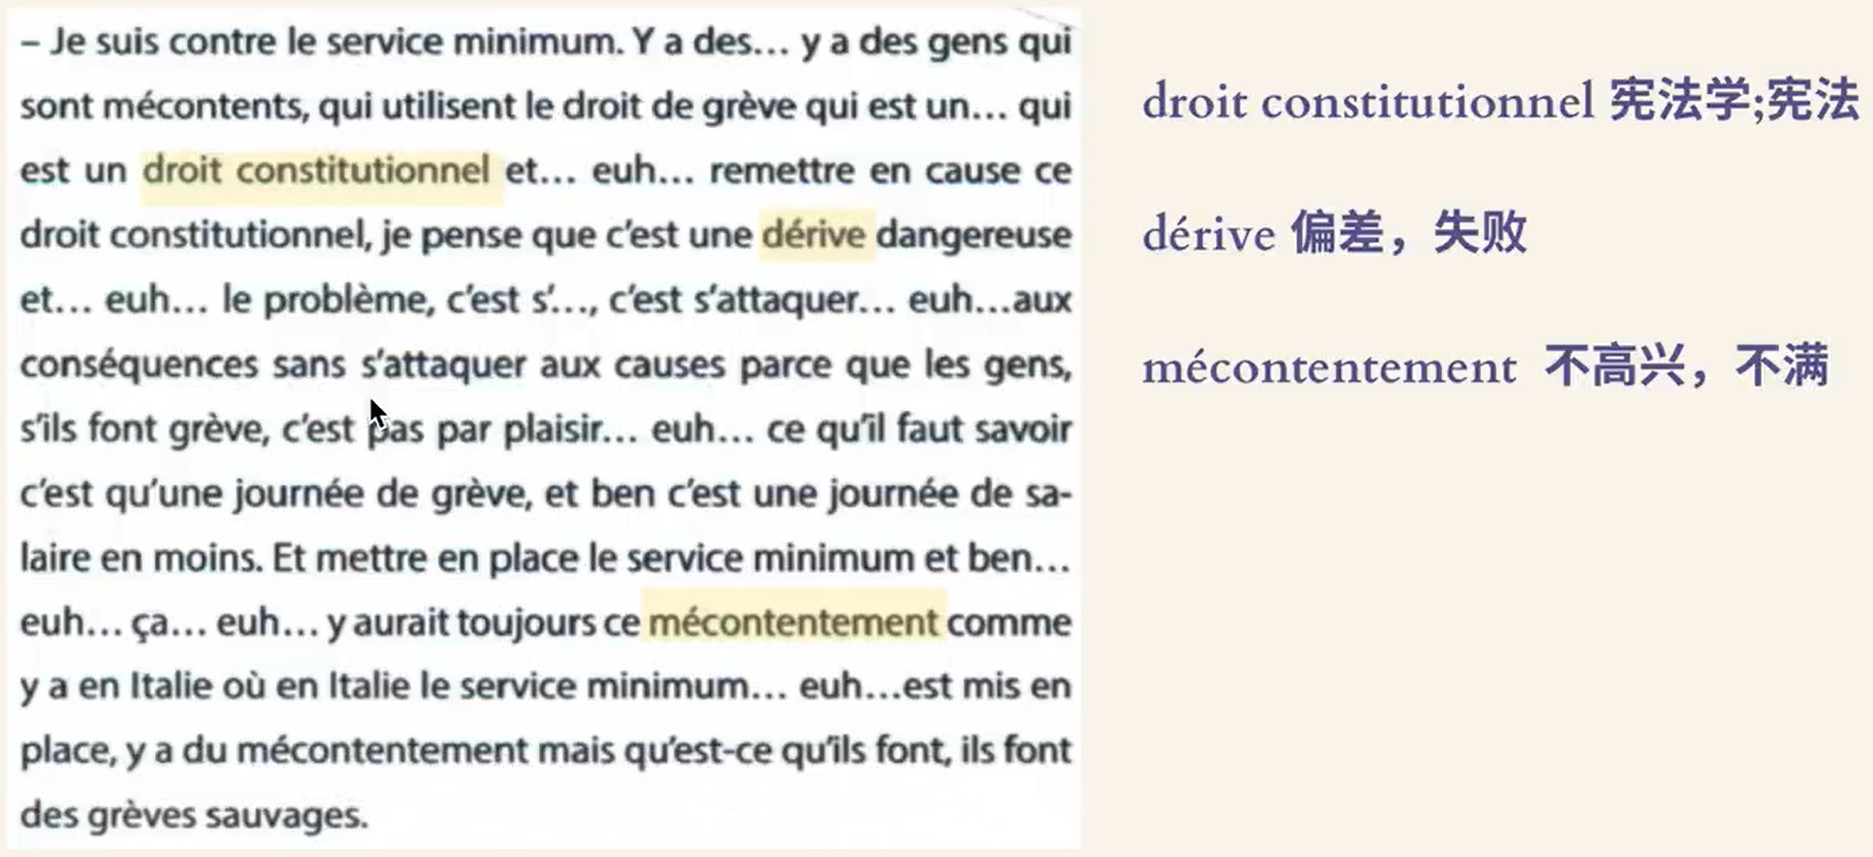 – Je suis contre le service minimum. Y a des… y a des gens qui
sont mécontents, qui utilisent le droit de grève qui est un… qui
est un droit constitutionnel et… euh… remettre en cause ce
droit constitutionnel, je pense que c’est une dérive dangereuse
et… euh… le problème, c’est s’…, c’est s’attaquer… euh…aux
conséquences sans s’attaquer aux causes parce que les gens,
s’ils font grève, c’est pas par plaisir… euh… ce qu’il faut savoir
c’est qu’une journée de grève, et ben c’est une journée de sa-
laire en moins. Et mettre en place le service minimum et ben…
euh… ça… euh… y aurait toujours ce mécontentement comme
y a en Italie où en Italie le service minimum… euh…est mis en
place, y a du mécontentement mais qu’est-ce qu’ils font, ils font
des grèves sauvages.
droit constitutionnel 宪法学;宪法
dérive 偏差，失败
mécontentement 不高兴，不满